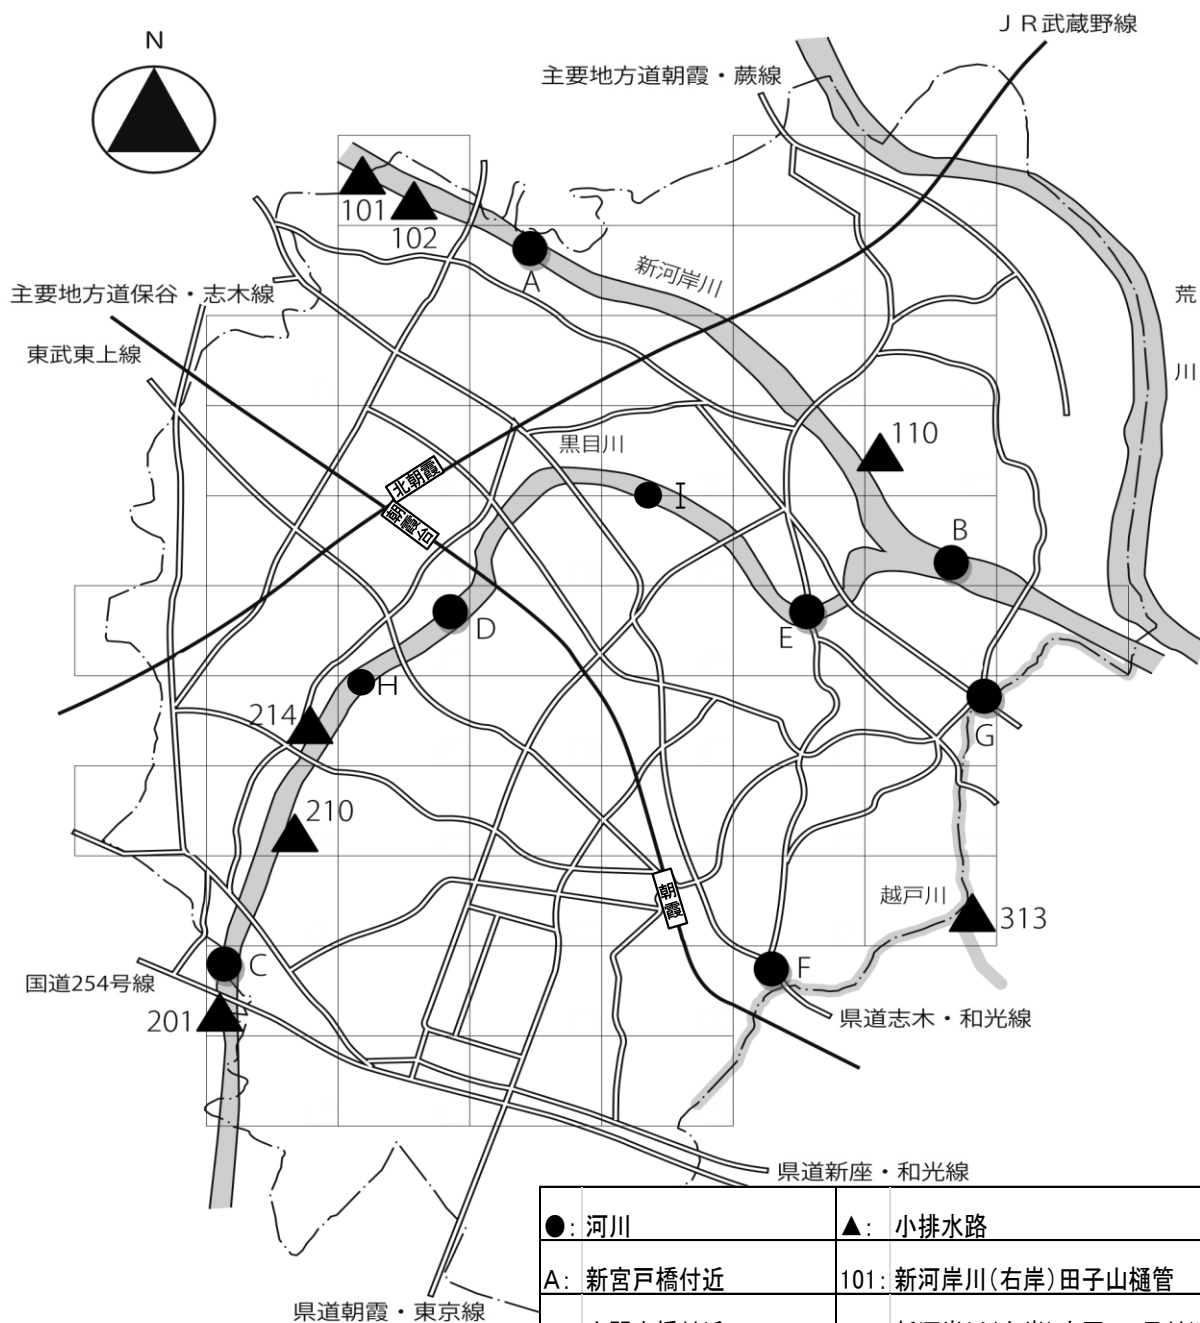 N
JR武蔵野線
主要地方道朝霞・蕨線
101
102
A
新河岸川
荒川
主要地方道保谷・志木線
東武東上線
黒目川
110
北朝霞
朝霞台
I
B
D
E
H
214
G
210
朝霞
越戸川
313
C
F
国道254号線
201
県道志木・和光線
県道新座・和光線
●: 河川 ▲: 小排水路
A: 新宮戸橋付近 101: 新河岸川(右岸)田子山樋管
県道朝霞・東京線